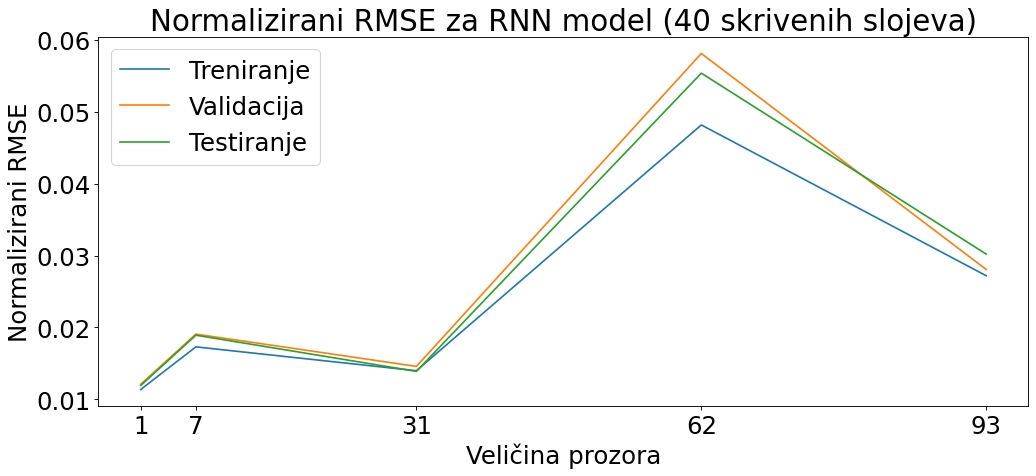 Normalizirani RMSE za RNN model (40 skrivenih slojeva)
0.06
0.05
0.04
0.03
0.02
0.01
Normalizirani RMSE
Treniranje
Validacija
Testiranje
1 7 31 62 93
Veličina prozora